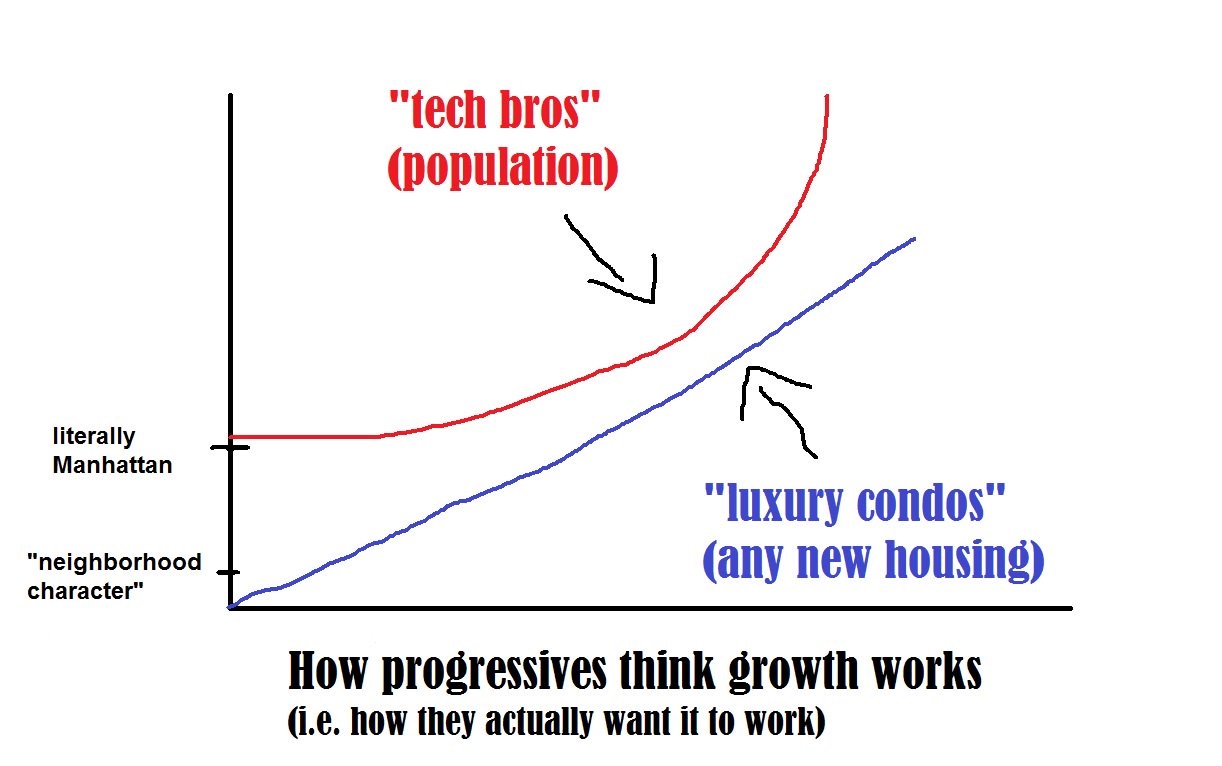 "tech bros"
(population)
literally
Manhattan
"luxury condos"
(any new housing)
"neighborhood
character"
How progressives think growth works
(i.e. how they actually want it to work)